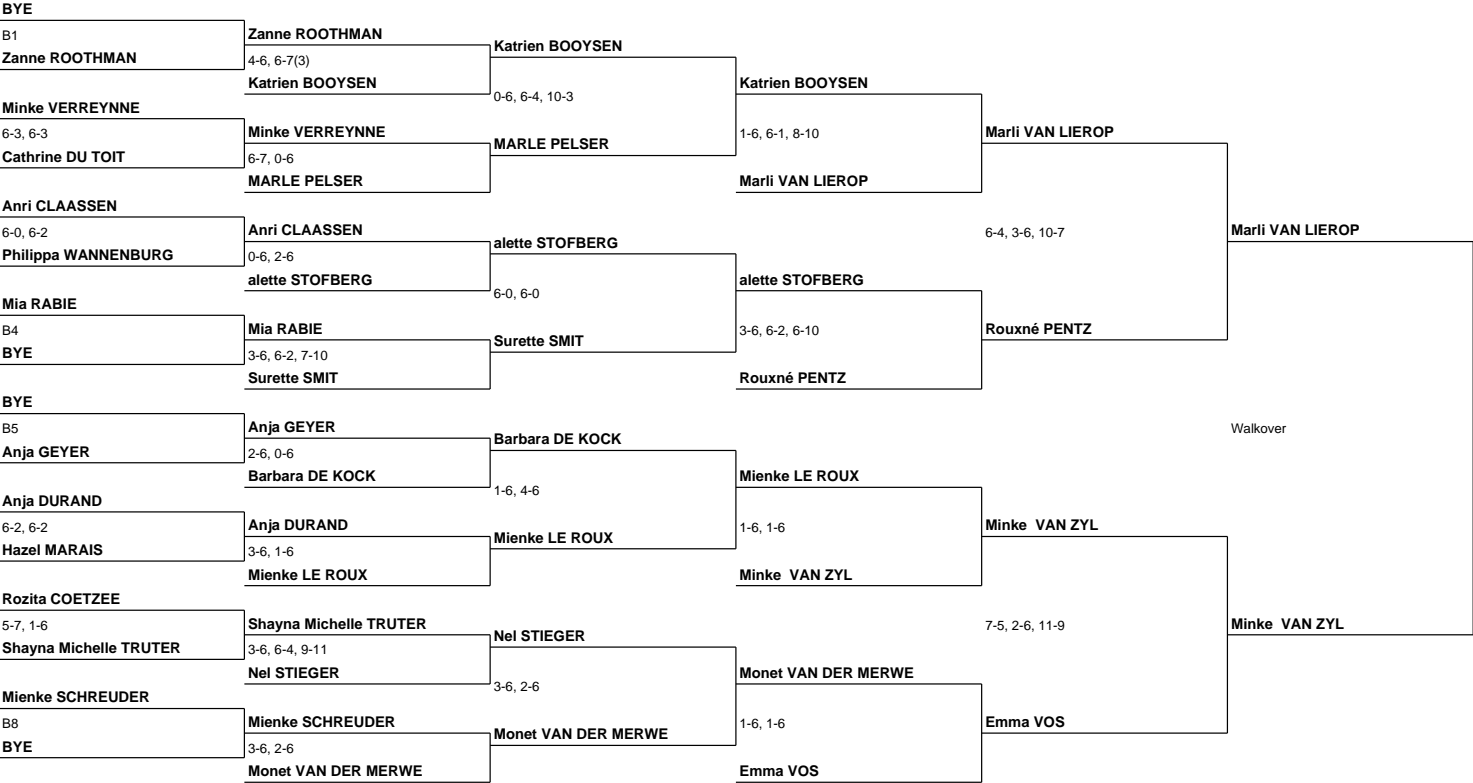 BYE
B1
Zanne ROOTHMAN
Minke VERREYNNE
6-3, 6-3
Cathrine DU TOIT
Anri CLAASSEN
6-0, 6-2
Philippa WANNENBURG
Mia RABIE
B4
BYE
BYE
B5
Anja GEYER
Anja DURAND
6-2, 6-2
Hazel MARAIS
Rozita COETZEE
5-7, 1-6
Shayna Michelle TRUTER
Mienke SCHREUDER
B8
BYE
Zanne ROOTHMAN
4-6, 6-7(3)
Katrien BOOYSEN
Minke VERREYNNE
6-7, 0-6
MARLE PELSER
Anri CLAASSEN
0-6, 2-6
alette STOFBERG
Mia RABIE
3-6, 6-2, 7-10
Surette SMIT
Anja GEYER
2-6, 0-6
Barbara DE KOCK
Anja DURAND
3-6, 1-6
Mienke LE ROUX
Shayna Michelle TRUTER
3-6, 6-4, 9-11
Nel STIEGER
Mienke SCHREUDER
3-6, 2-6
Monet VAN DER MERWE
Katrien BOOYSEN
0-6, 6-4, 10-3
MARLE PELSER
alette STOFBERG
6-0, 6-0
Surette SMIT
Barbara DE KOCK
1-6, 4-6
Mienke LE ROUX
Nel STIEGER
3-6, 2-6
Monet VAN DER MERWE
Katrien BOOYSEN
1-6, 6-1, 8-10
Marli VAN LIEROP
alette STOFBERG
3-6, 6-2, 6-10
Rouxné PENTZ
Mienke LE ROUX
1-6, 1-6
Minke  VAN ZYL
Monet VAN DER MERWE
1-6, 1-6
Emma VOS
Marli VAN LIEROP
6-4, 3-6, 10-7
Rouxné PENTZ
Minke  VAN ZYL
7-5, 2-6, 11-9
Emma VOS
Marli VAN LIEROP
Walkover
Minke  VAN ZYL